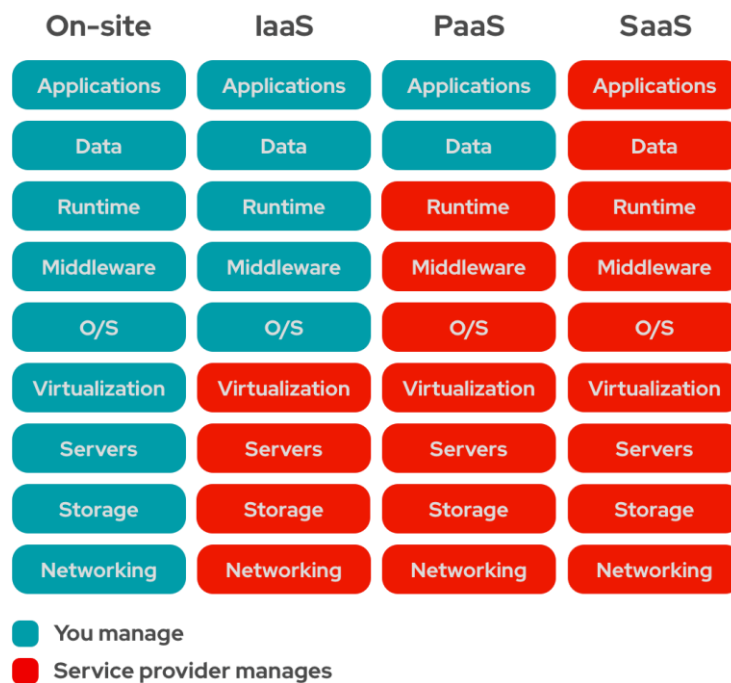 On-site IaaS PaaS SaaS
Applications Applications Applications Applications
Data Data Data Data
Runtime Runtime Runtime Runtime
Middleware Middleware Middleware Middleware
O/S O/S O/S O/S
Virtualization Virtualization Virtualization Virtualization
Servers Servers Servers Servers
Storage Storage Storage Storage
Networking Networking Networking Networking
You manage
Service provider manages